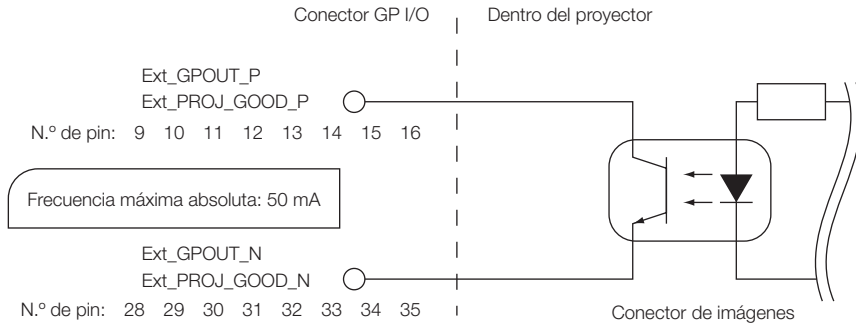 Conector GP I/O
Dentro del proyector
Ext_GPOUT_P
Ext_PROJ_GOOD_P
N.º de pin: 9 10 11 12 13 14 15 16
Frecuencia máxima absoluta: 50 mA
Ext_GPOUT_N
Ext_PROJ_GOOD_N
N.º de pin: 28 29 30 31 32 33 34 35
Conector de imágenes